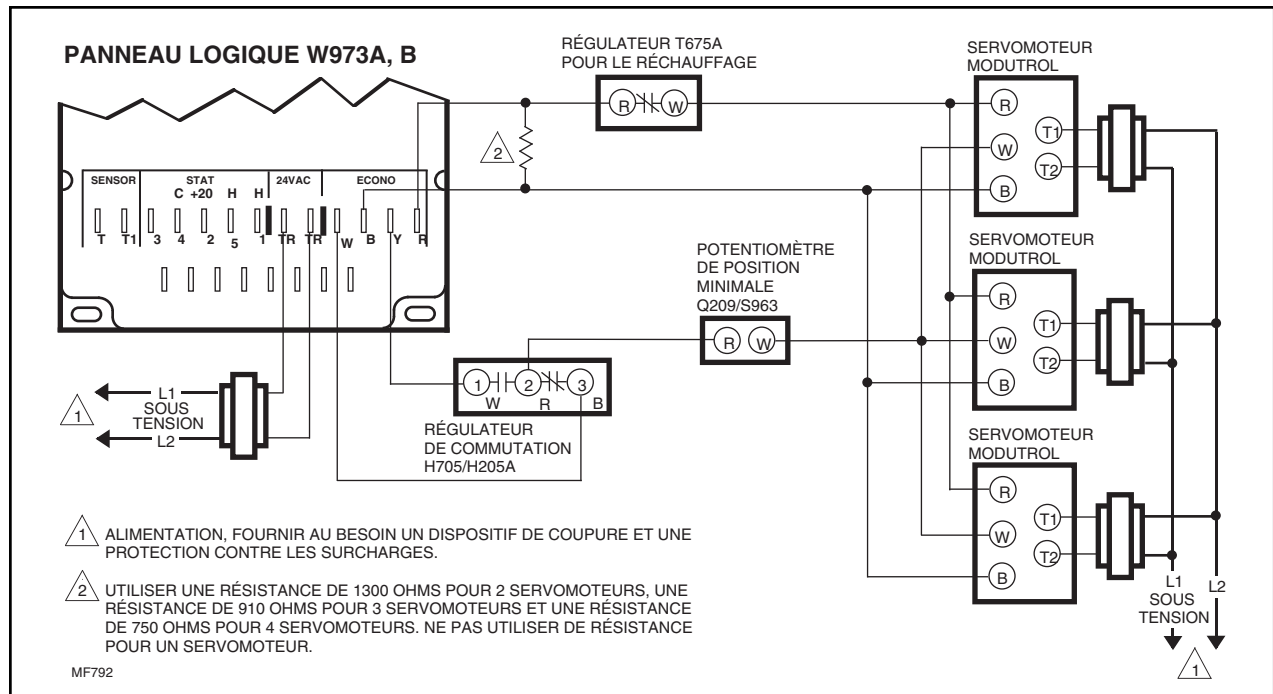 PANNEAU LOGIQUE W973A, B
RÉGULATEUR T675A
POUR LE RÉCHAUFFAGE
R W
2
SENSOR STAT 24VAC ECONO
C +20 H H
T T1 3 4 2 5 1 TR TR W B Y R
L1
SOUS
TENSION
L2
1
1 2 3
W R B
RÉGULATEUR
DE COMMUTATION
H705/H205A
POTENTIOMÈTRE
DE POSITION
MINIMALE
Q209/S963
R W
SERVOMOTEUR
MODUTROL
R
T1
W
T2
B
SERVOMOTEUR
MODUTROL
R
T1
W
T2
B
SERVOMOTEUR
MODUTROL
R
T1
W
T2
B
L1 L2
SOUS
TENSION
1
1 ALIMENTATION, FOURNIR AU BESOIN UN DISPOSITIF DE COUPURE ET UNE
PROTECTION CONTRE LES SURCHARGES.
2 UTILISER UNE RÉSISTANCE DE 1300 OHMS POUR 2 SERVOMOTEURS, UNE
RÉSISTANCE DE 910 OHMS POUR 3 SERVOMOTEURS ET UNE RÉSISTANCE
DE 750 OHMS POUR 4 SERVOMOTEURS. NE PAS UTILISER DE RÉSISTANCE
POUR UN SERVOMOTEUR.
MF792